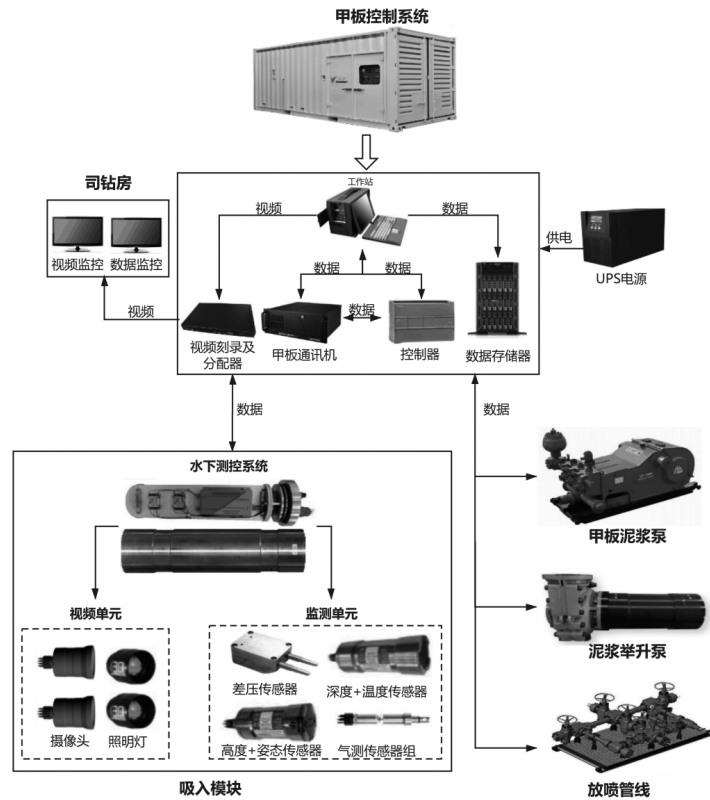 甲板控制系统
司钻房
工作站
视频
数据
视频监控
数据监控
供电
UPS电源
数据
数据
视频
数据
视频刻录及
分配器
甲板通讯机
控制器
数据存储器
数据
数据
水下测控系统
甲板泥浆泵
视频单元
监测单元
差压传感器
深度+温度传感器
泥浆举升泵
摄像头
照明灯
高度+姿态传感器
气测传感器组
吸入模块
放喷管线